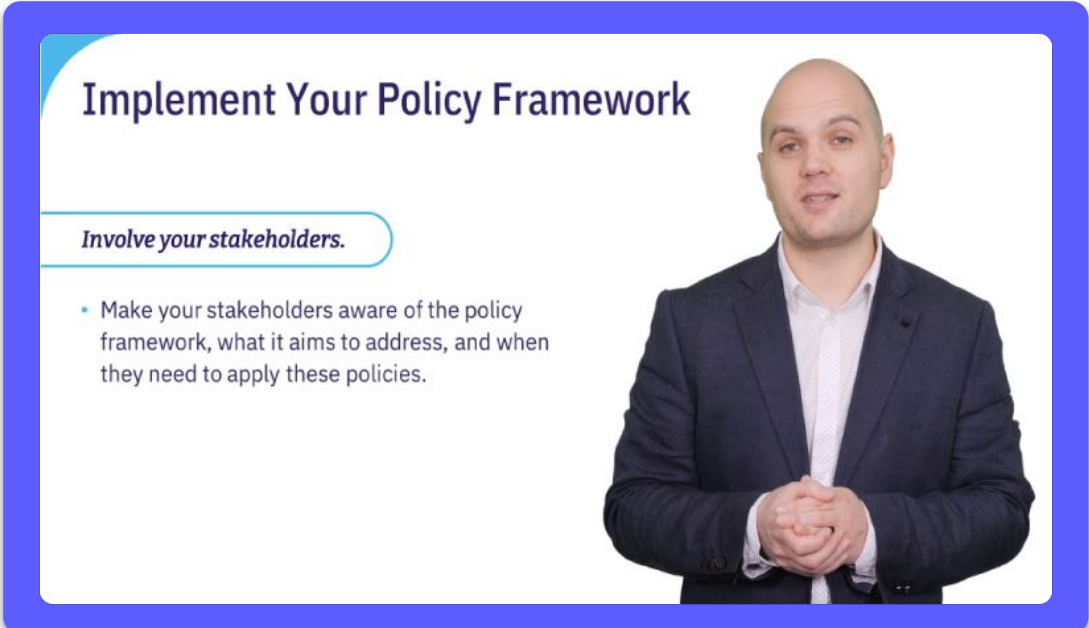 Implement Your Policy Framework
Involve your stakeholders.
• Make your stakeholders aware of the policy
framework, what it aims to address, and when
they need to apply these policies.